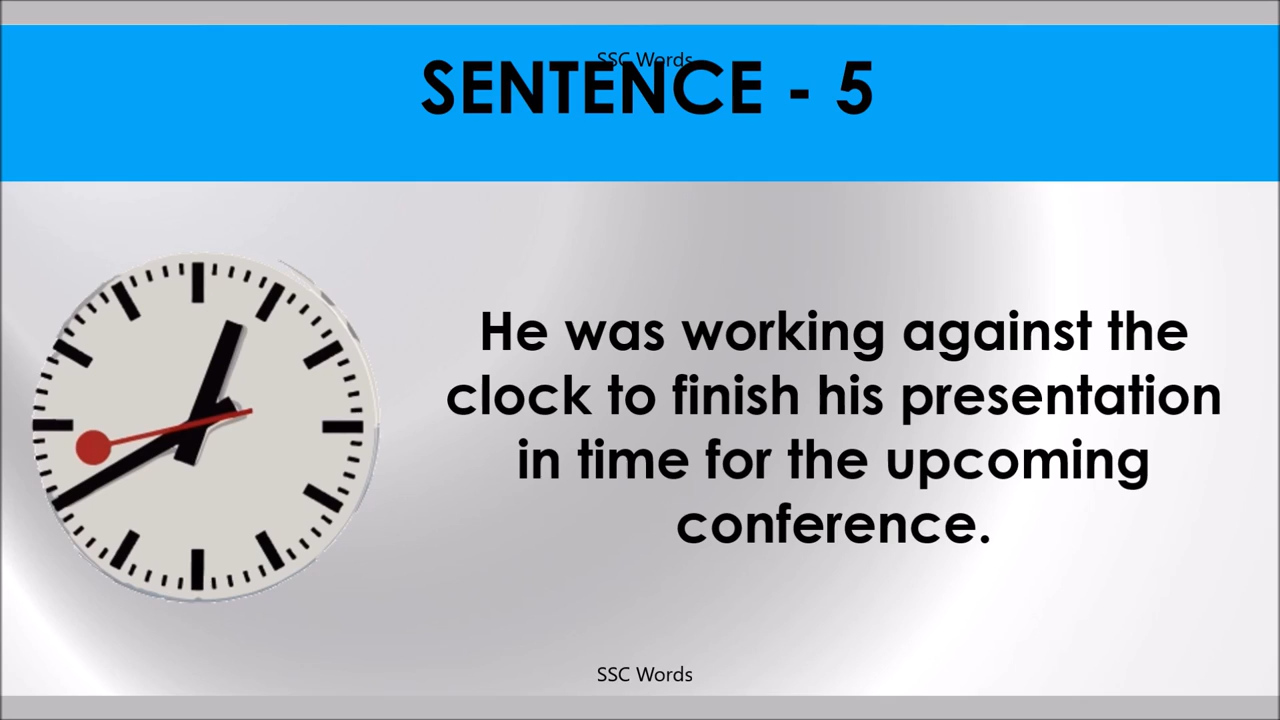 SSC Words
SENTENCE - 5
He was working against the
clock to finish his presentation
in time for the upcoming
conference.
SSC Words